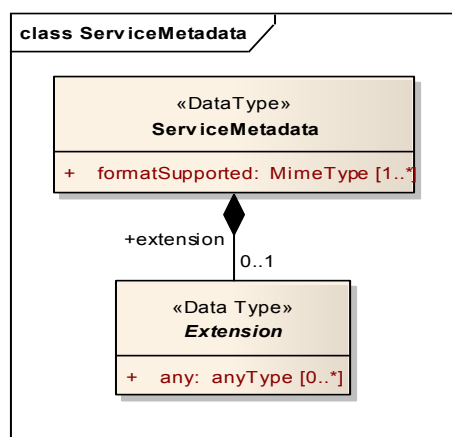 class ServiceMetadata
«DataType»
ServiceMetadata
+ formatSupported: MimeType [1..*]
+extension
0..1
«Data Type»
Extension
+ any: anyType [0..*]